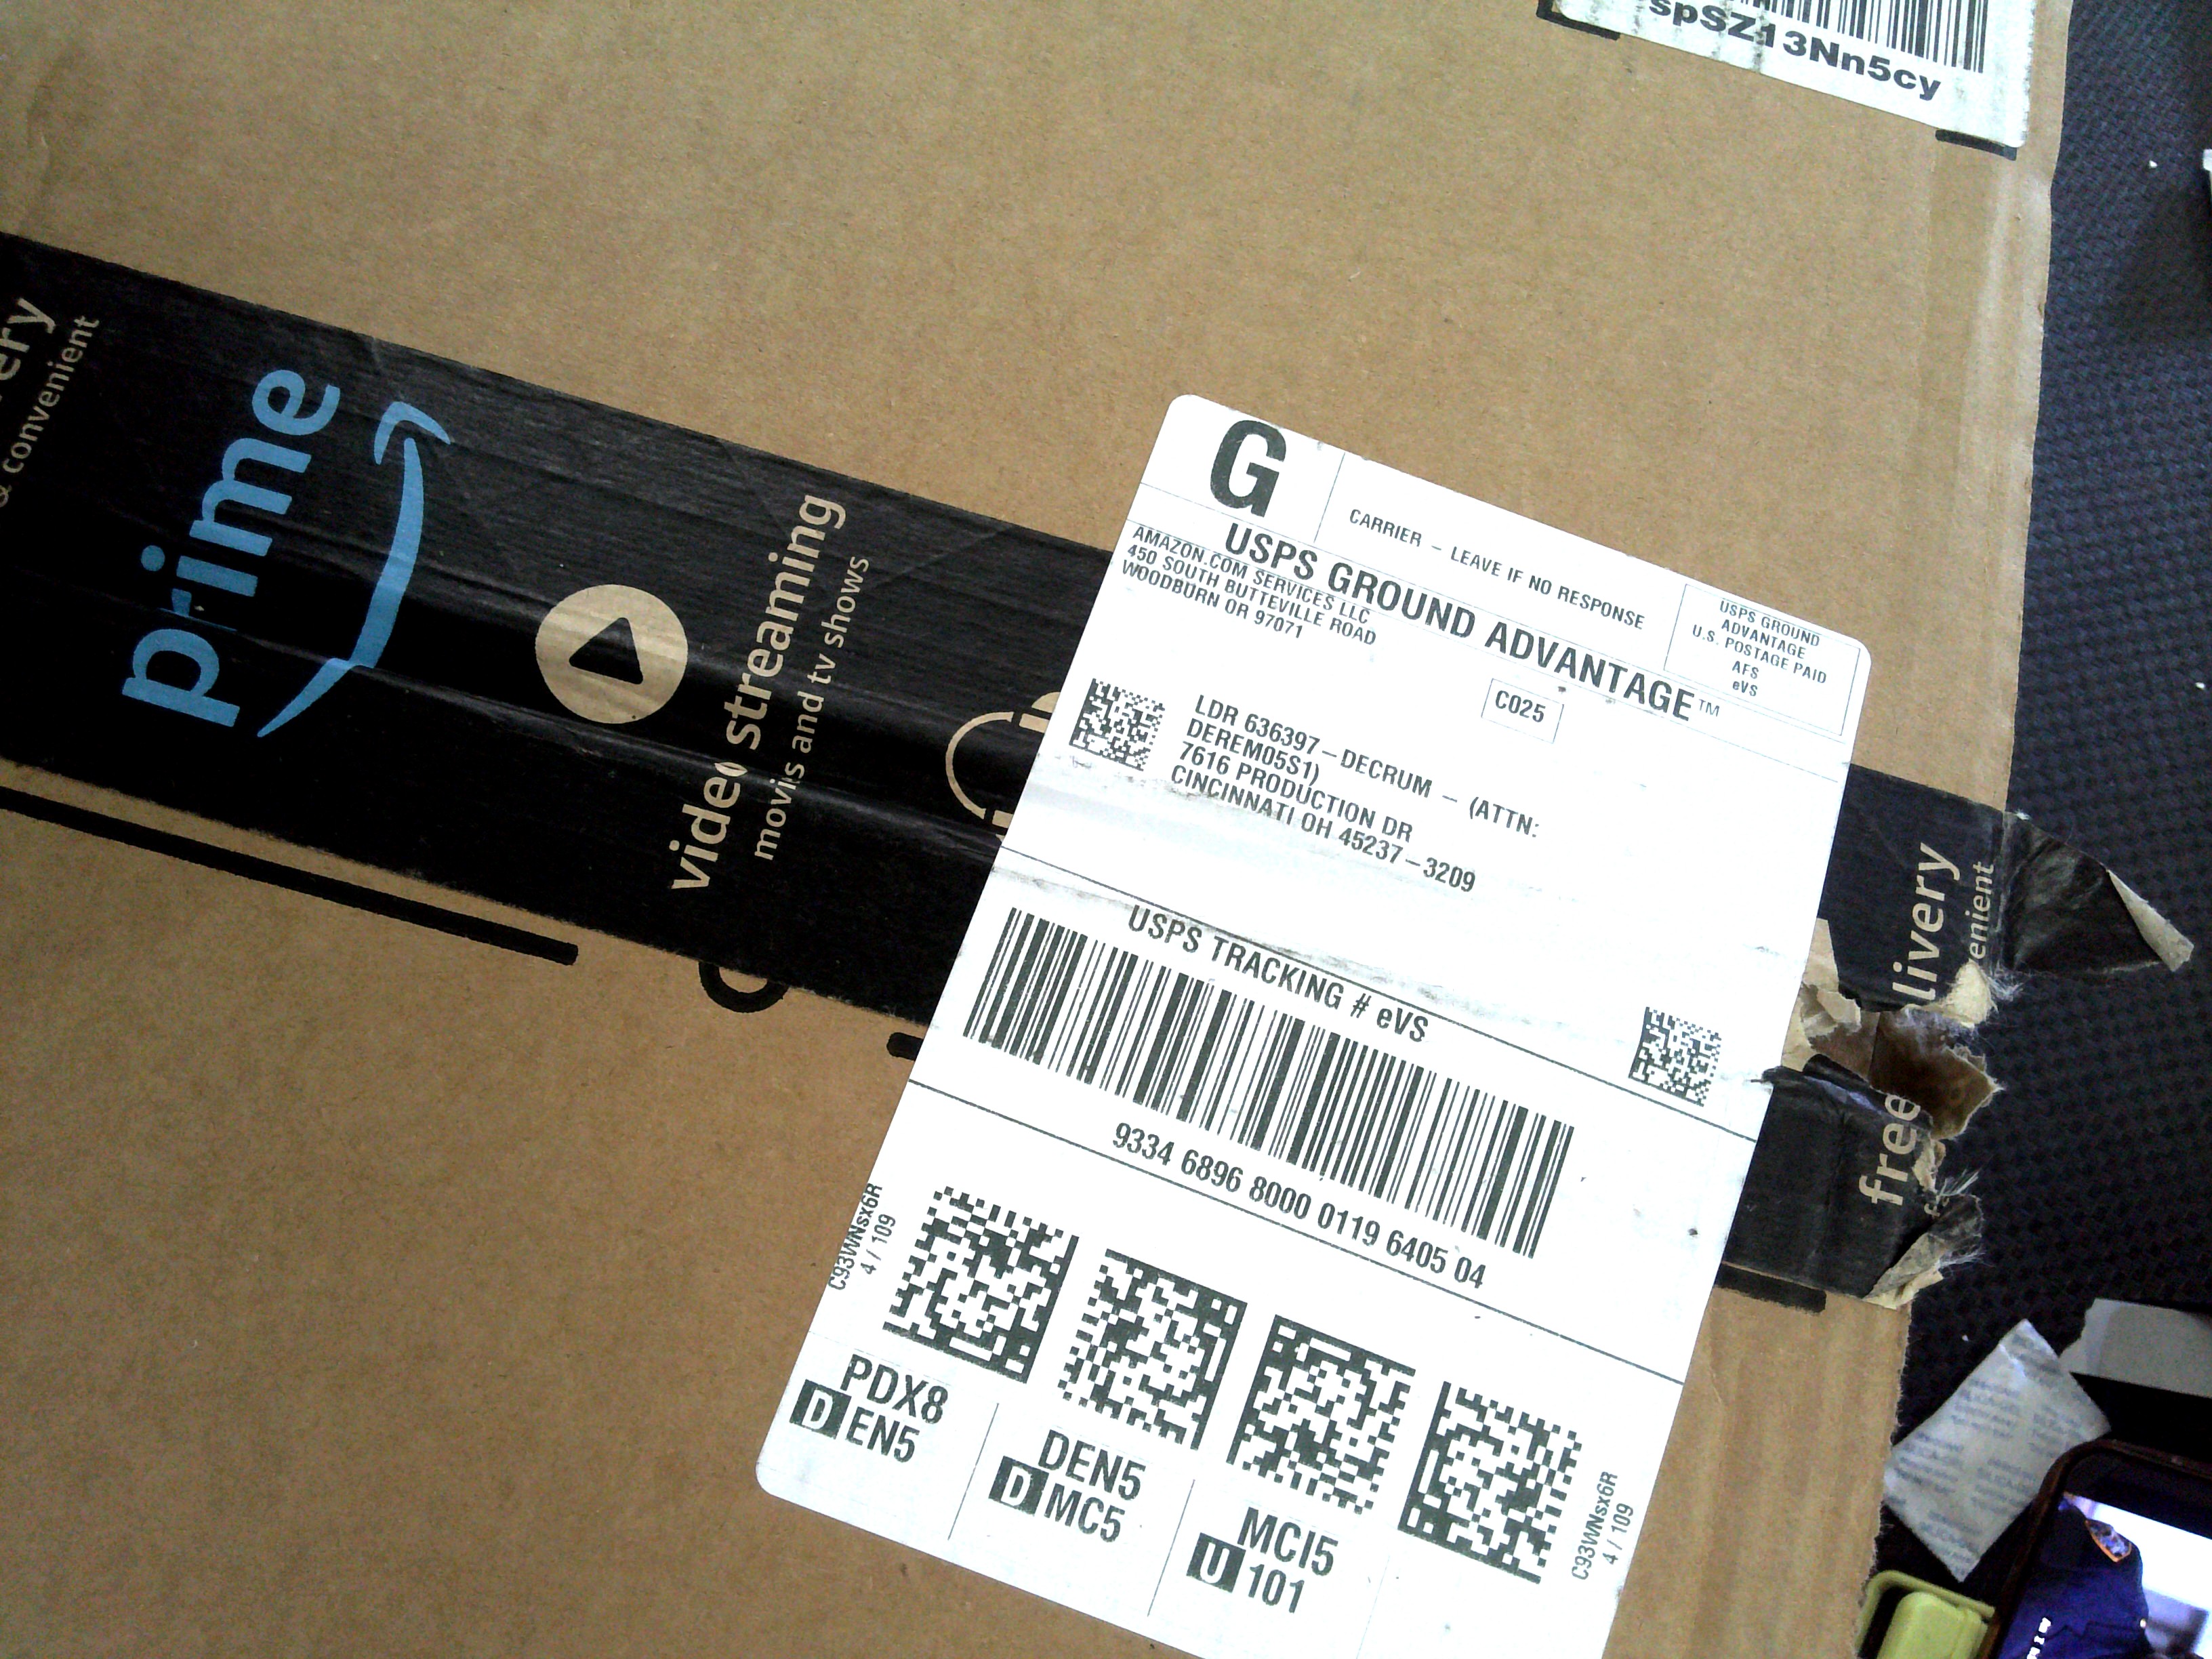 spSZ13Nn5cy
& convenient
prime
video streaming
movies and tv shows
G
CARRIER – LEAVE IF NO RESPONSE
USPS GROUND
ADVANTAGE
U.S. POSTAGE PAID
AFS
eVS
USPS GROUND ADVANTAGE™
AMAZON.COM SERVICES LLC
450 SOUTH BUTTEVILLE ROAD
WOODBURN OR 97071
C025
LDR 636397–DECRUM – (ATTN:
DEREM05S1)
7616 PRODUCTION DR
CINCINNATI OH 45237–3209
USPS TRACKING # eVS
9334 6896 8000 0119 6405 04
C93WNsx6R
4 / 109
PDX8
D EN5
DEN5
D MC5
MCI5
U 101
C93WNsx6R
4 / 109
free livery
enient